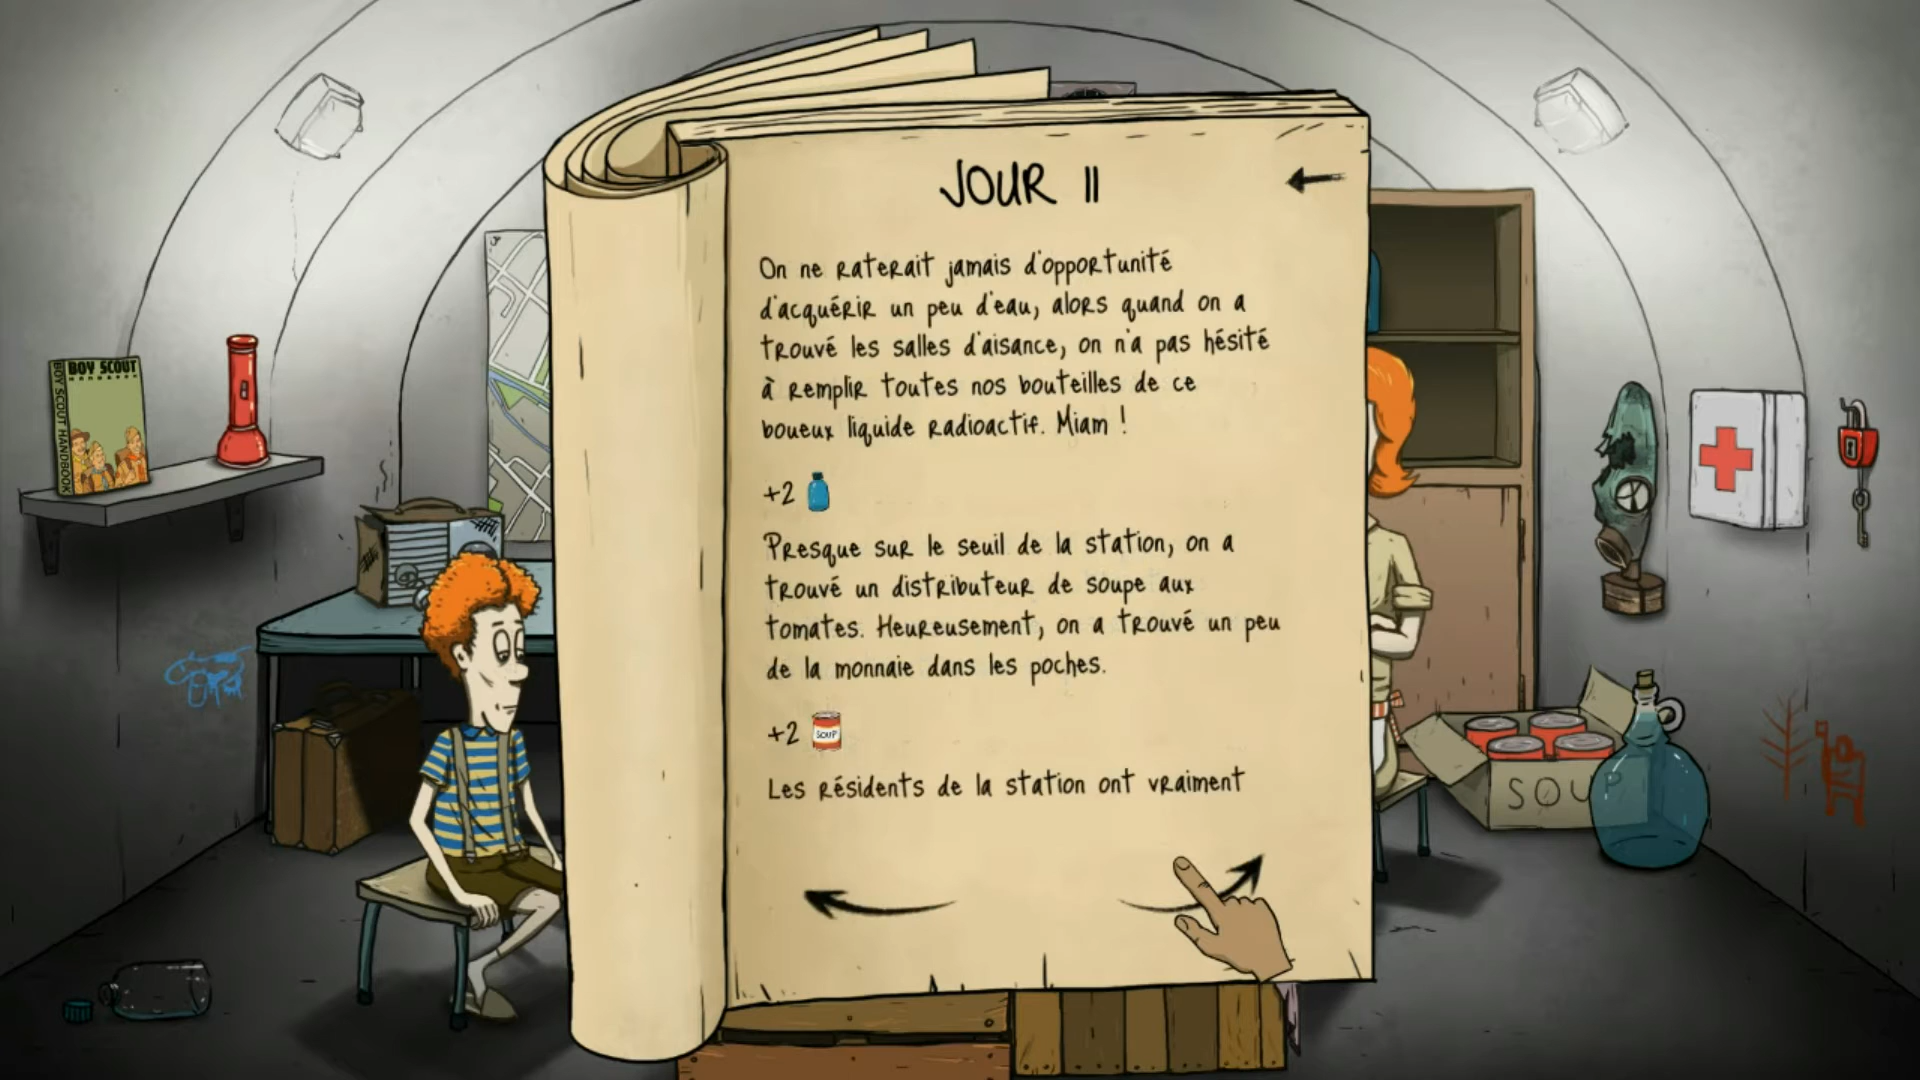 JOUR 11
On ne raterait jamais d'opportunité
d'acquérir un peu d'eau, alors quand on a
trouvé les salles d'aisance, on n'a pas hésité
à remplir toutes nos bouteilles de ce
boueux liquide radioactif. Miam !
+2
Presque sur le seuil de la station, on a
trouvé un distributeur de soupe aux
tomates. Heureusement, on a trouvé un peu
de la monnaie dans les poches.
+2
SOUP
Les résidents de la station ont vraiment
BOY SCOUT
HANDBOOK
BOY SCOUT HANDBOOK
SOUP